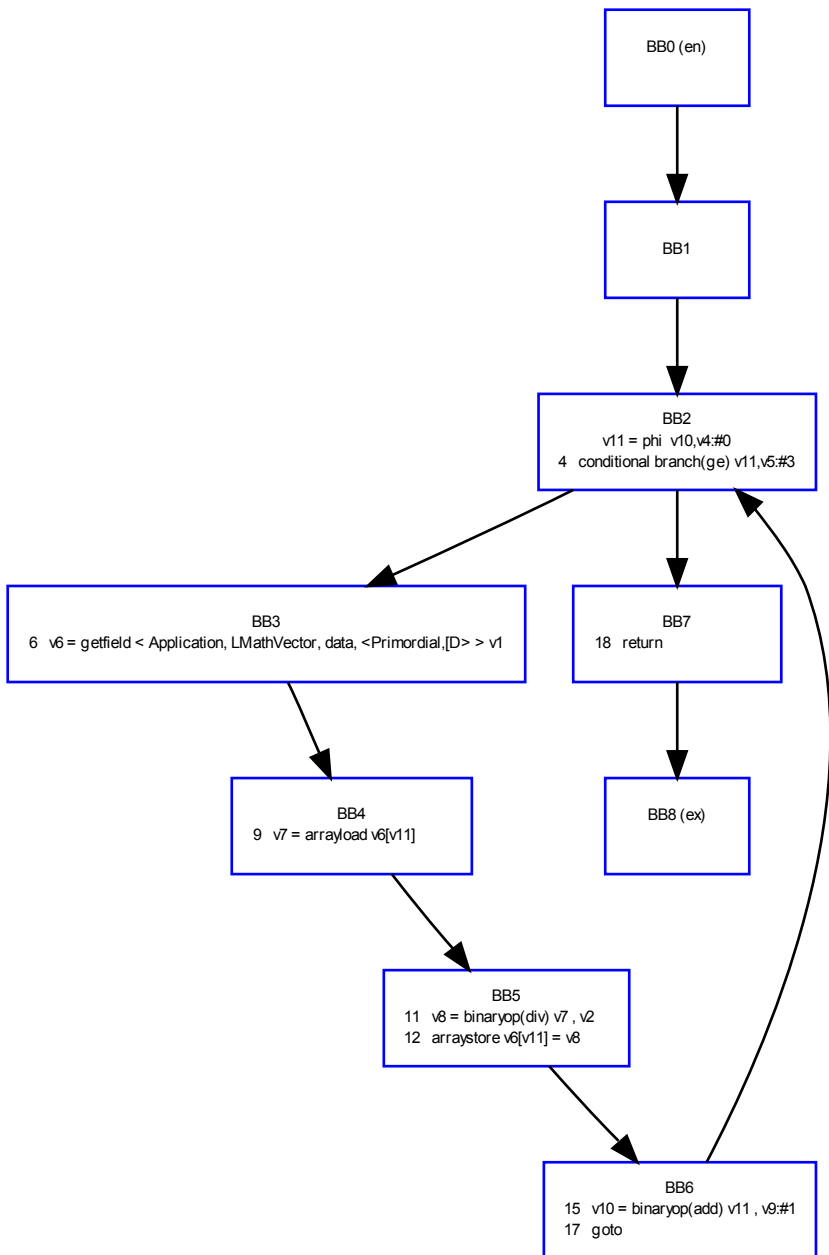 BB0 (en)
BB1
BB2
v11 = phi v10,v4:#0
4 conditional branch(ge) v11,v5:#3
BB3
6 v6 = getfield < Application, LMathVector, data, <Primordial,[D> > v1
BB7
18 return
BB4
9 v7 = arrayload v6[v11]
BB8 (ex)
BB5
11 v8 = binaryop(div) v7 , v2
12 arraystore v6[v11] = v8
BB6
15 v10 = binaryop(add) v11 , v9:#1
17 goto